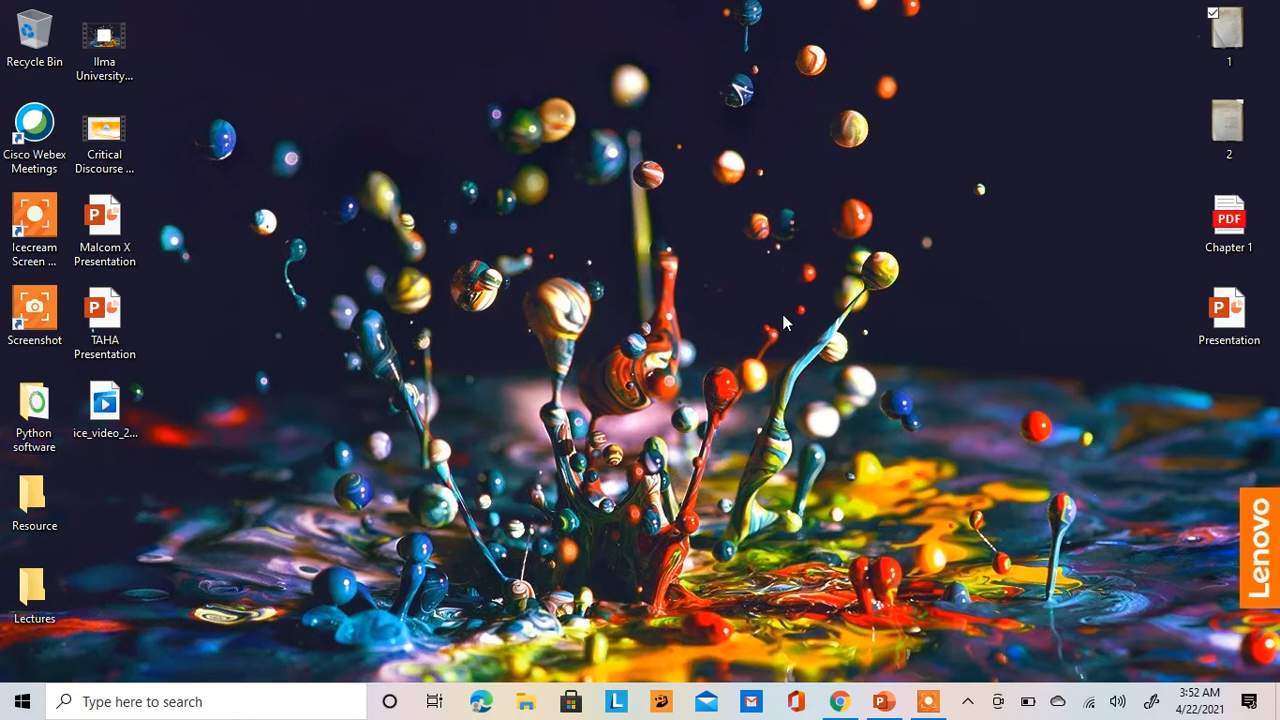 Recycle Bin
Ilma
University...
Cisco Webex
Meetings
Critical
Discourse ...
Icecream
Screen ...
Malcom X
Presentation
Screenshot
TAHA
Presentation
Python
software
ice_video_2...
Resource
Lectures
1
2
PDF
Chapter 1
Presentation
Lenovo
Type here to search
3:52 AM
4/22/2021